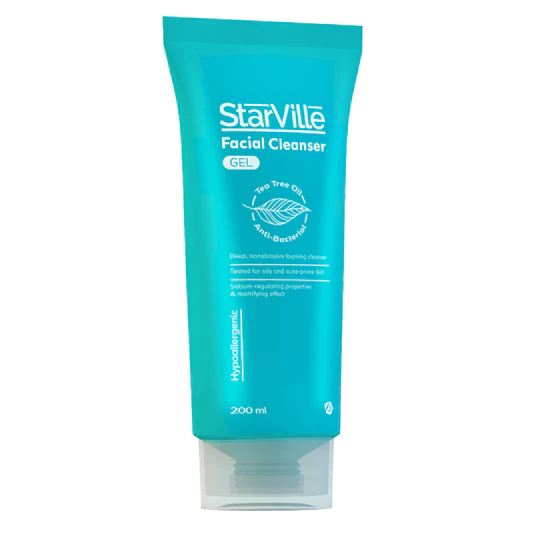 StarVille
Facial Cleanser
GEL
Tea Tree Oil
Anti-Bacterial
Deep, nonabrasive foaming cleanser
Tested for oily and acne-prone skin
Sebum-regulating properties
& mattifying effect
Hypoallergenic
200 ml